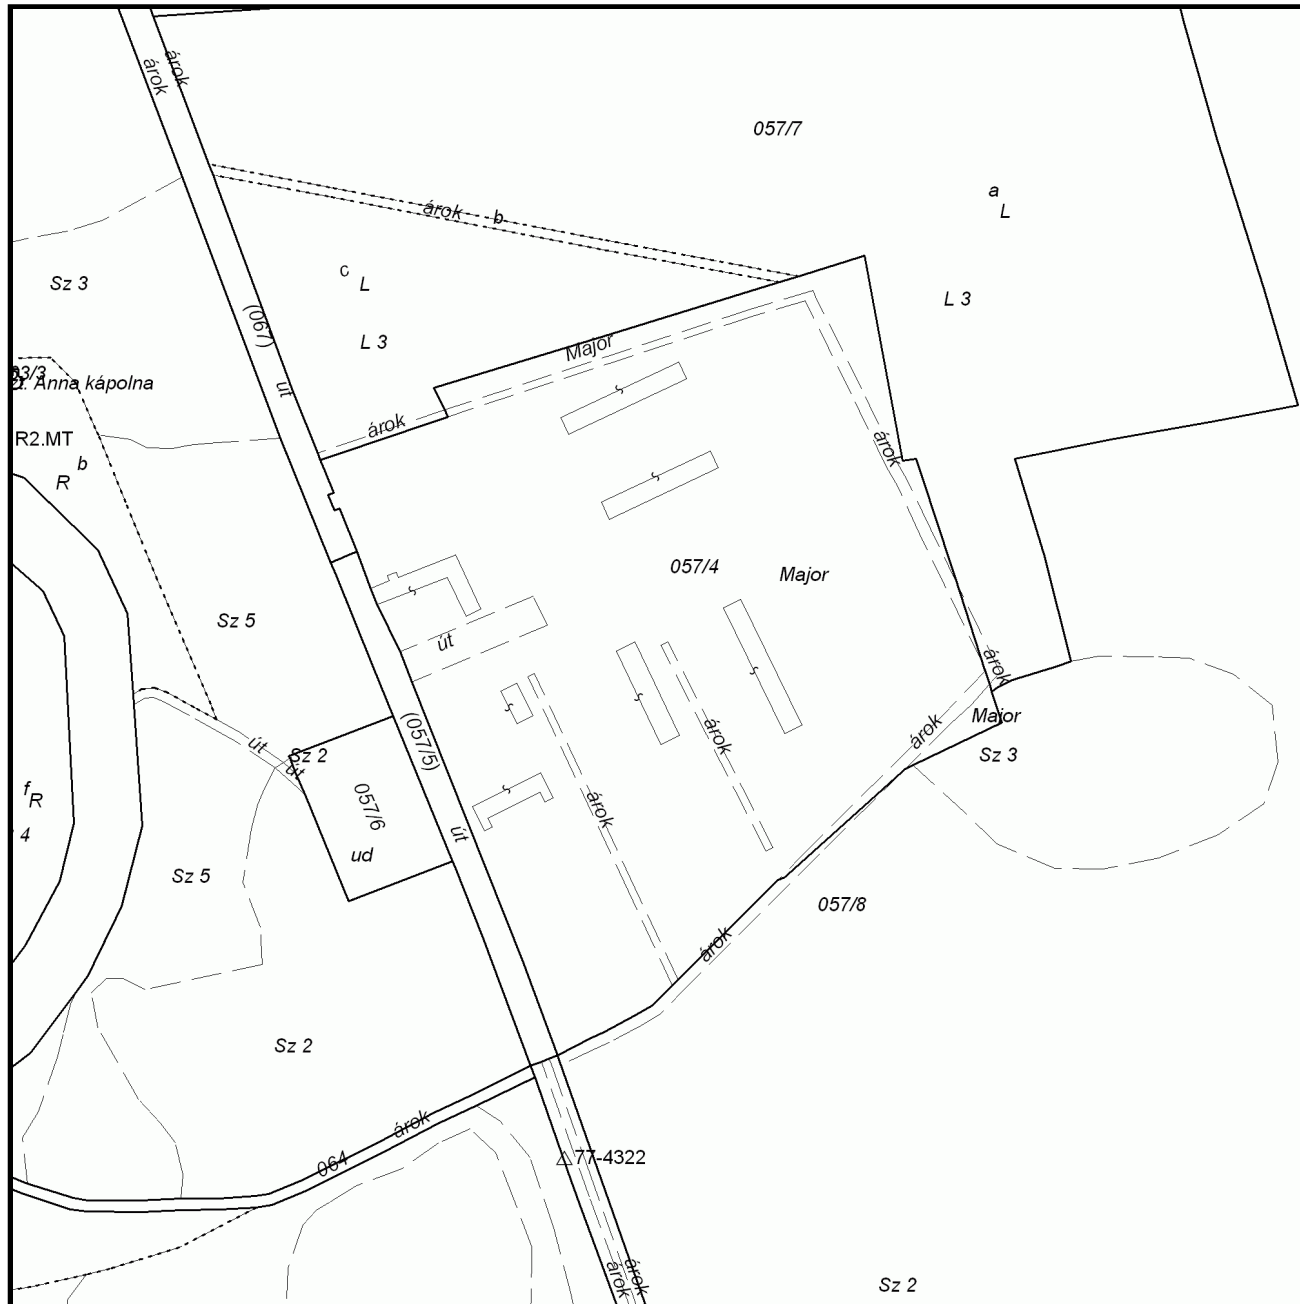 árok
árok
057/7
a
L
árok b
Sz 3
c
L
L 3
(067)
L 3
Major
út
Anna kápolna
árok
R2.MT
b
R
árok
057/4
Major
Sz 5
út
árok
Major
út
Sz 2
út
(057/5)
árok
árok
Sz 3
f
R
057/6
árok
4
út
ud
Sz 5
057/8
árok
Sz 2
árok
064
77-4322
árok
árok
Sz 2